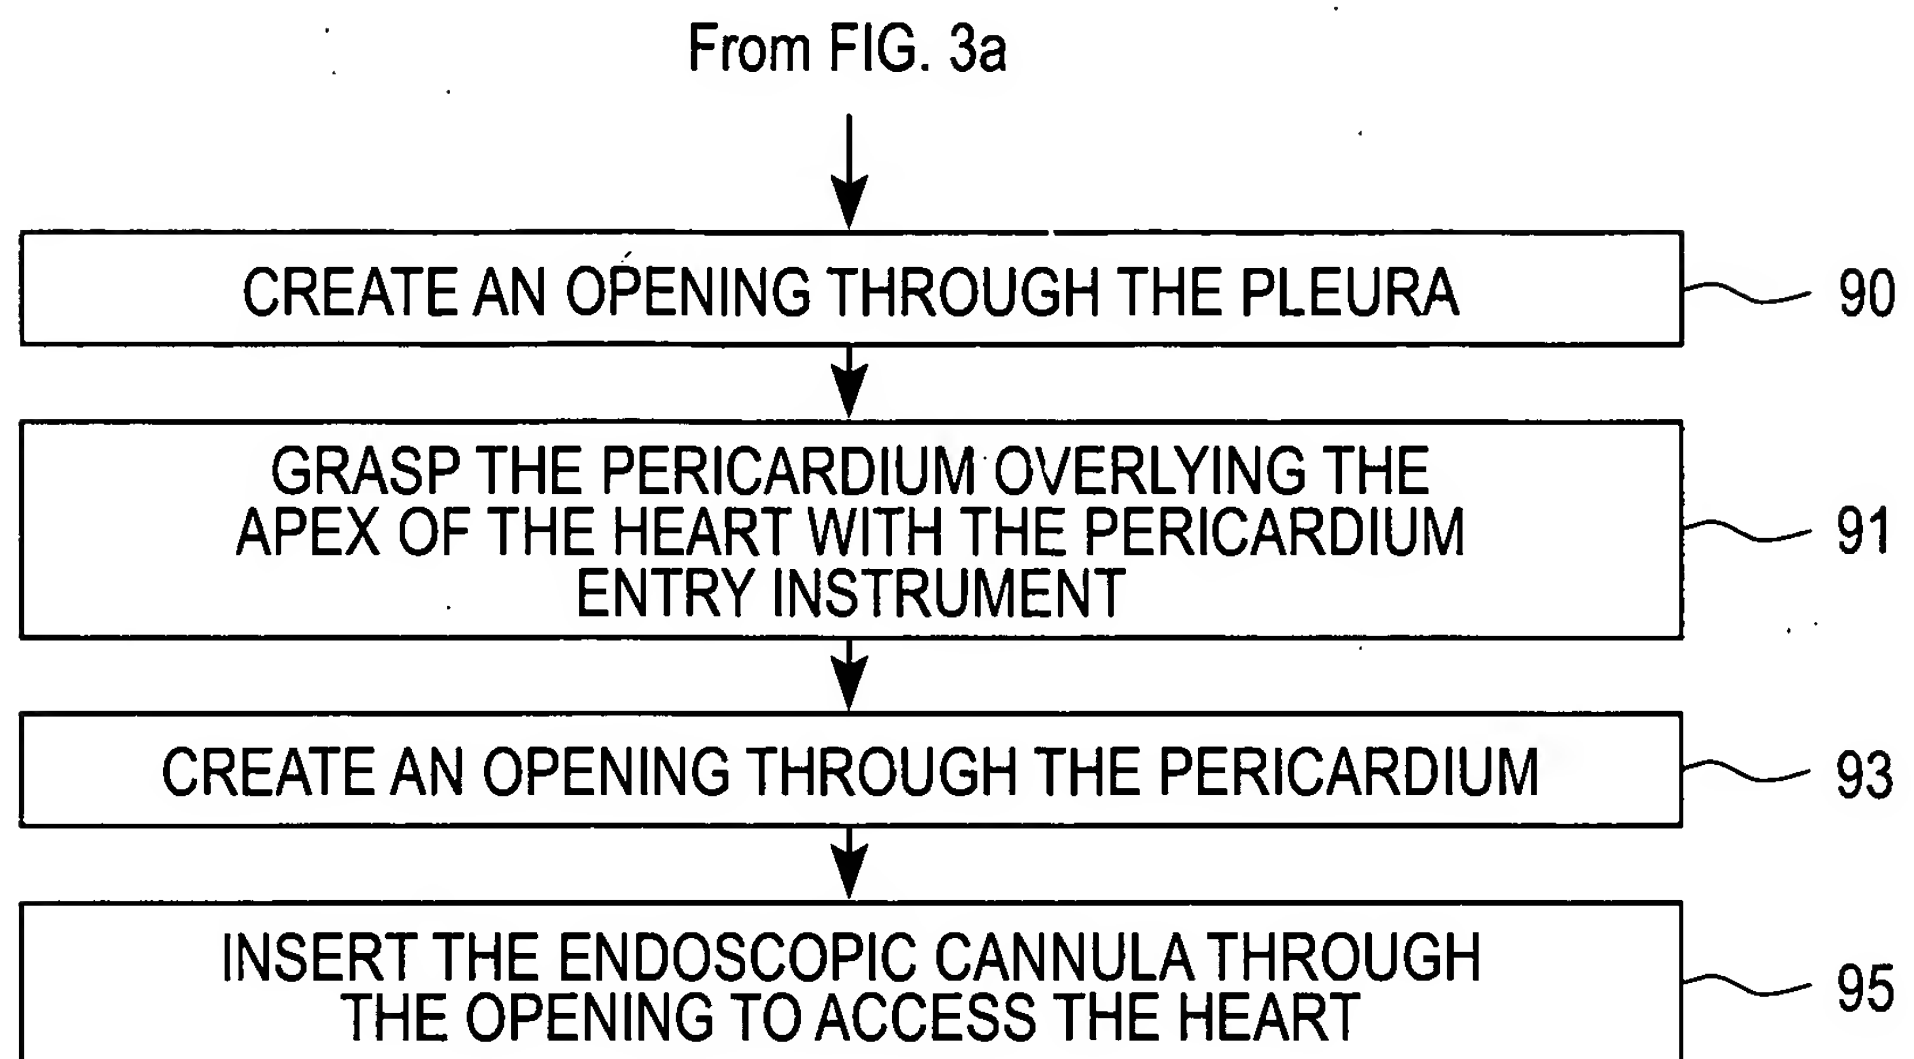 From FIG. 3a
CREATE AN OPENING THROUGH THE PLEURA
90
GRASP THE PERICARDIUM OVERLYING THE
APEX OF THE HEART WITH THE PERICARDIUM
ENTRY INSTRUMENT
91
CREATE AN OPENING THROUGH THE PERICARDIUM
93
INSERT THE ENDOSCOPIC CANNULA THROUGH
THE OPENING TO ACCESS THE HEART
95